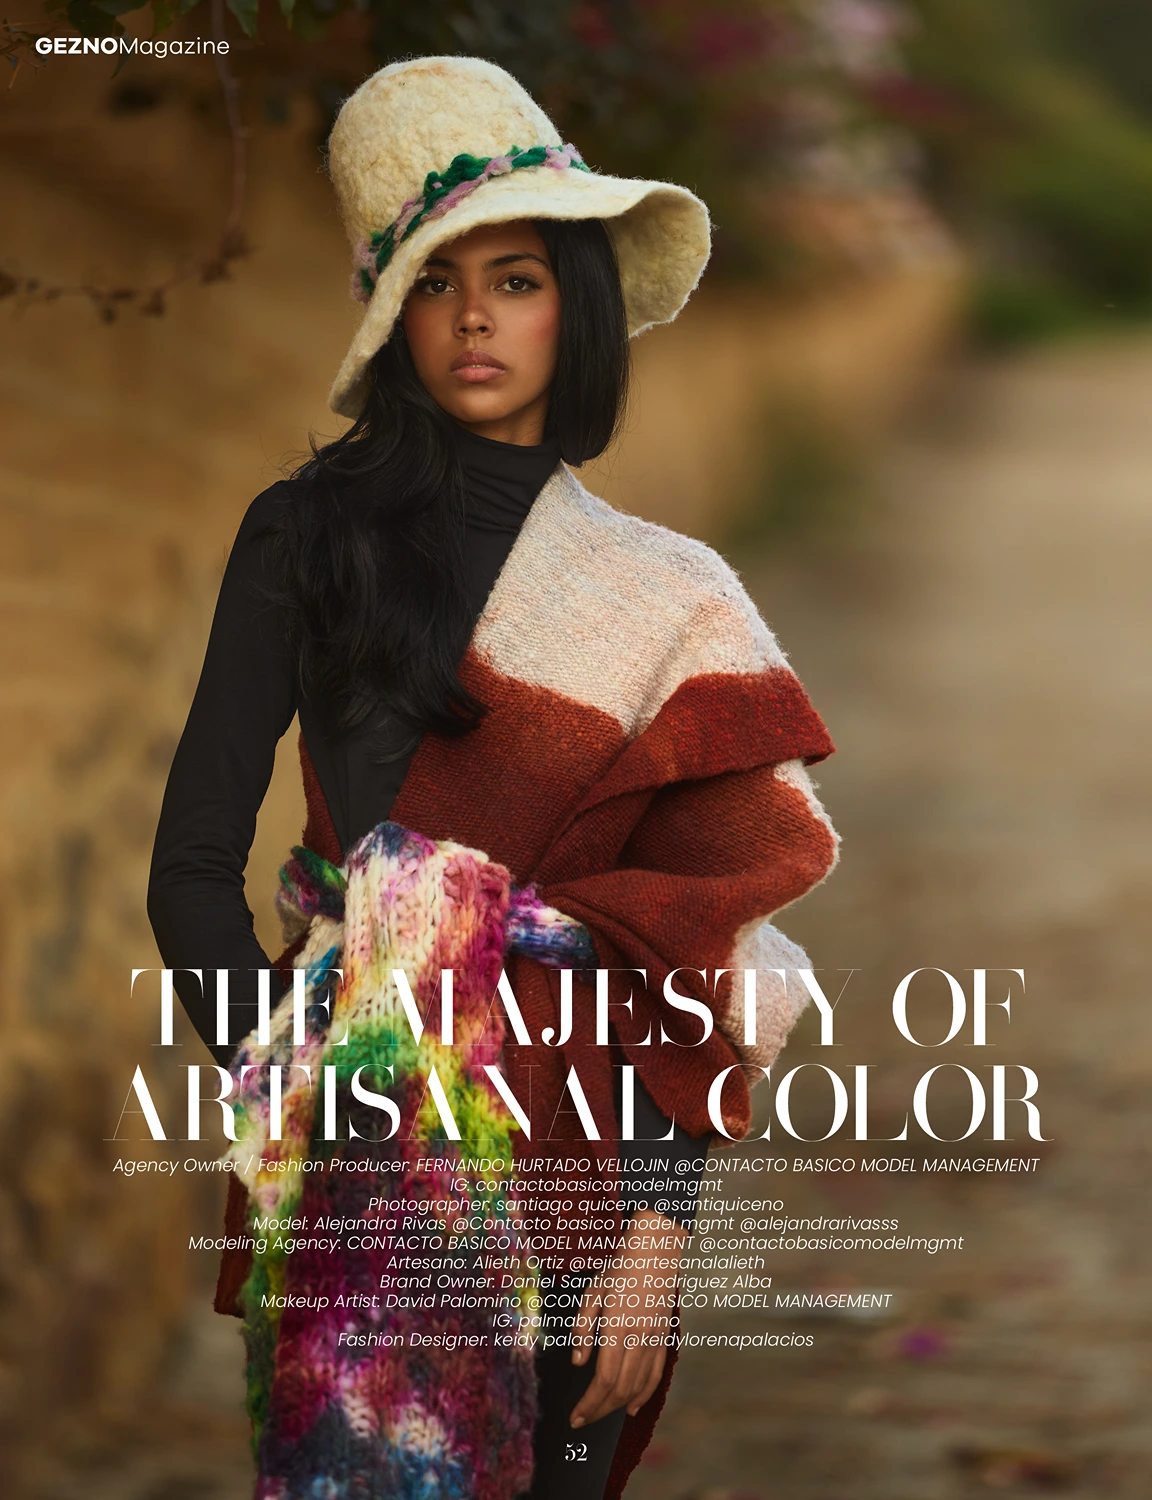 GEZNOMagazine
THE MAJESTY OF
ARTISANAL COLOR
Agency Owner / Fashion Producer: FERNANDO HURTADO VELLOJIN @CONTACTO BASICO MODEL MANAGEMENT
IG: contactobasicomodelmgmt
Photographer: santiago quiceno @santiquiceno
Model: Alejandra Rivas @Contacto basico model mgmt @alejandrarivasss
Modeling Agency: CONTACTO BASICO MODEL MANAGEMENT @contactobasicomodelmgmt
Artesano: Alieth Ortiz @tejidoartesanalalieth
Brand Owner: Daniel Santiago Rodriguez Alba
Makeup Artist: David Palomino @CONTACTO BASICO MODEL MANAGEMENT
IG: palmabypalomino
Fashion Designer: keidy palacios @keidylorenapalacios
52